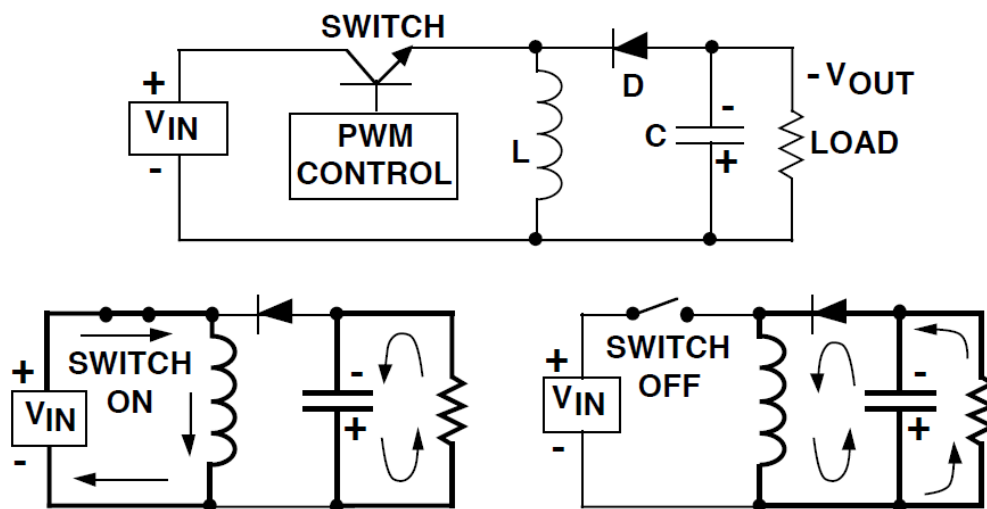 SWITCH
+
VIN
-
PWM
CONTROL
L
D
C
-
+
-VOUT
LOAD
+
VIN
-
SWITCH
ON
-
+
+
VIN
-
SWITCH
OFF
-
+